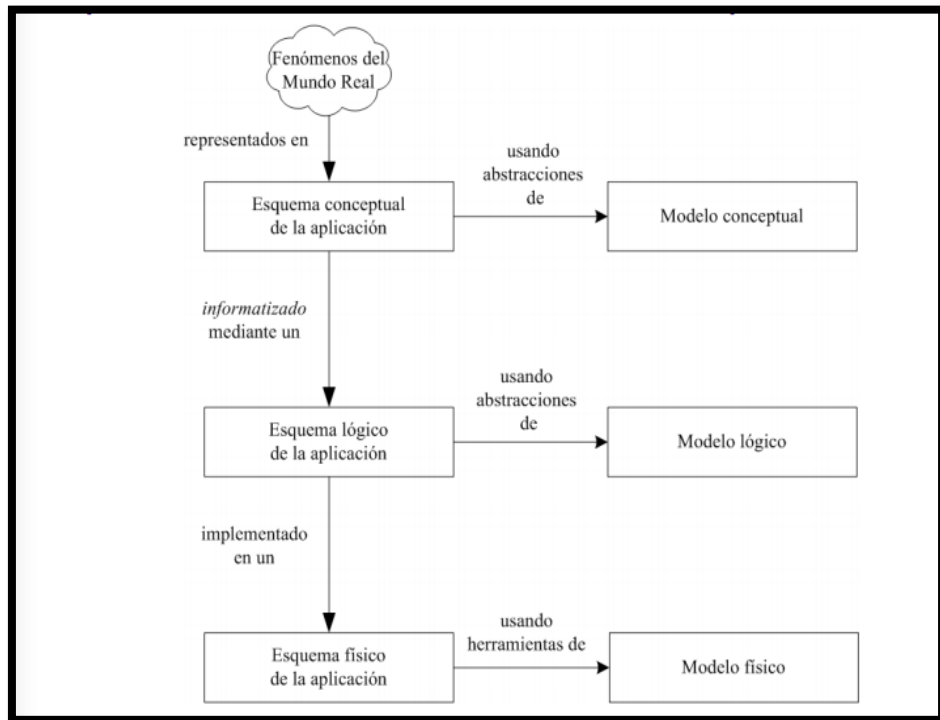 Fenómenos del
Mundo Real
representados en
usando
abstracciones
de
Esquema conceptual
de la aplicación
Modelo conceptual
informatizado
mediante un
usando
abstracciones
de
Esquema lógico
de la aplicación
Modelo lógico
implementado
en un
usando
herramientas de
Esquema físico
de la aplicación
Modelo físico